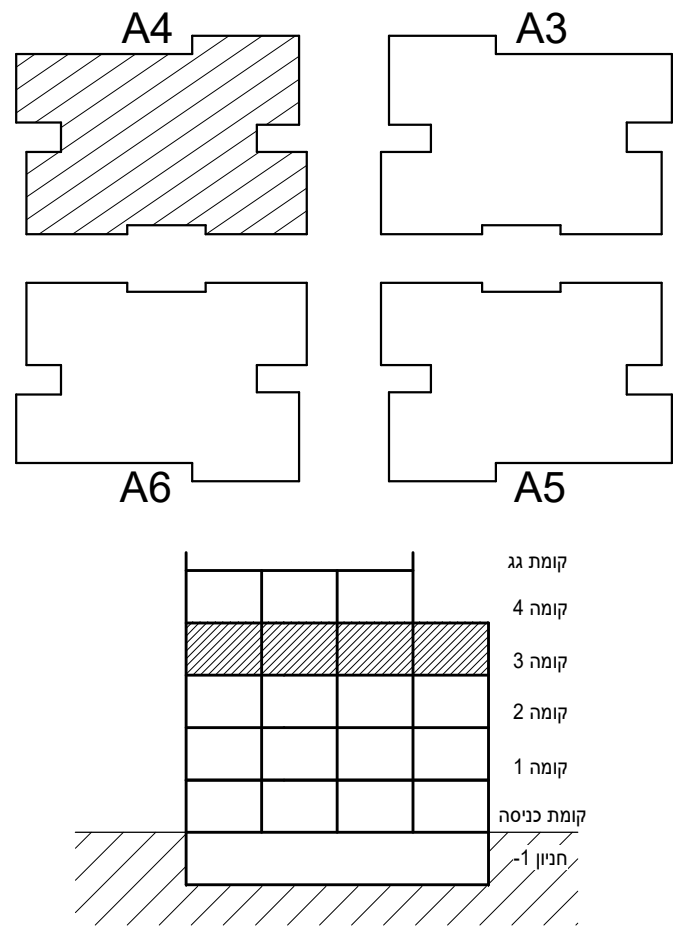 A4
A3
A6
A5
קומת גג
קומה 4
קומה 3
קומה 2
קומה 1
קומת כניסה
חניון 1-